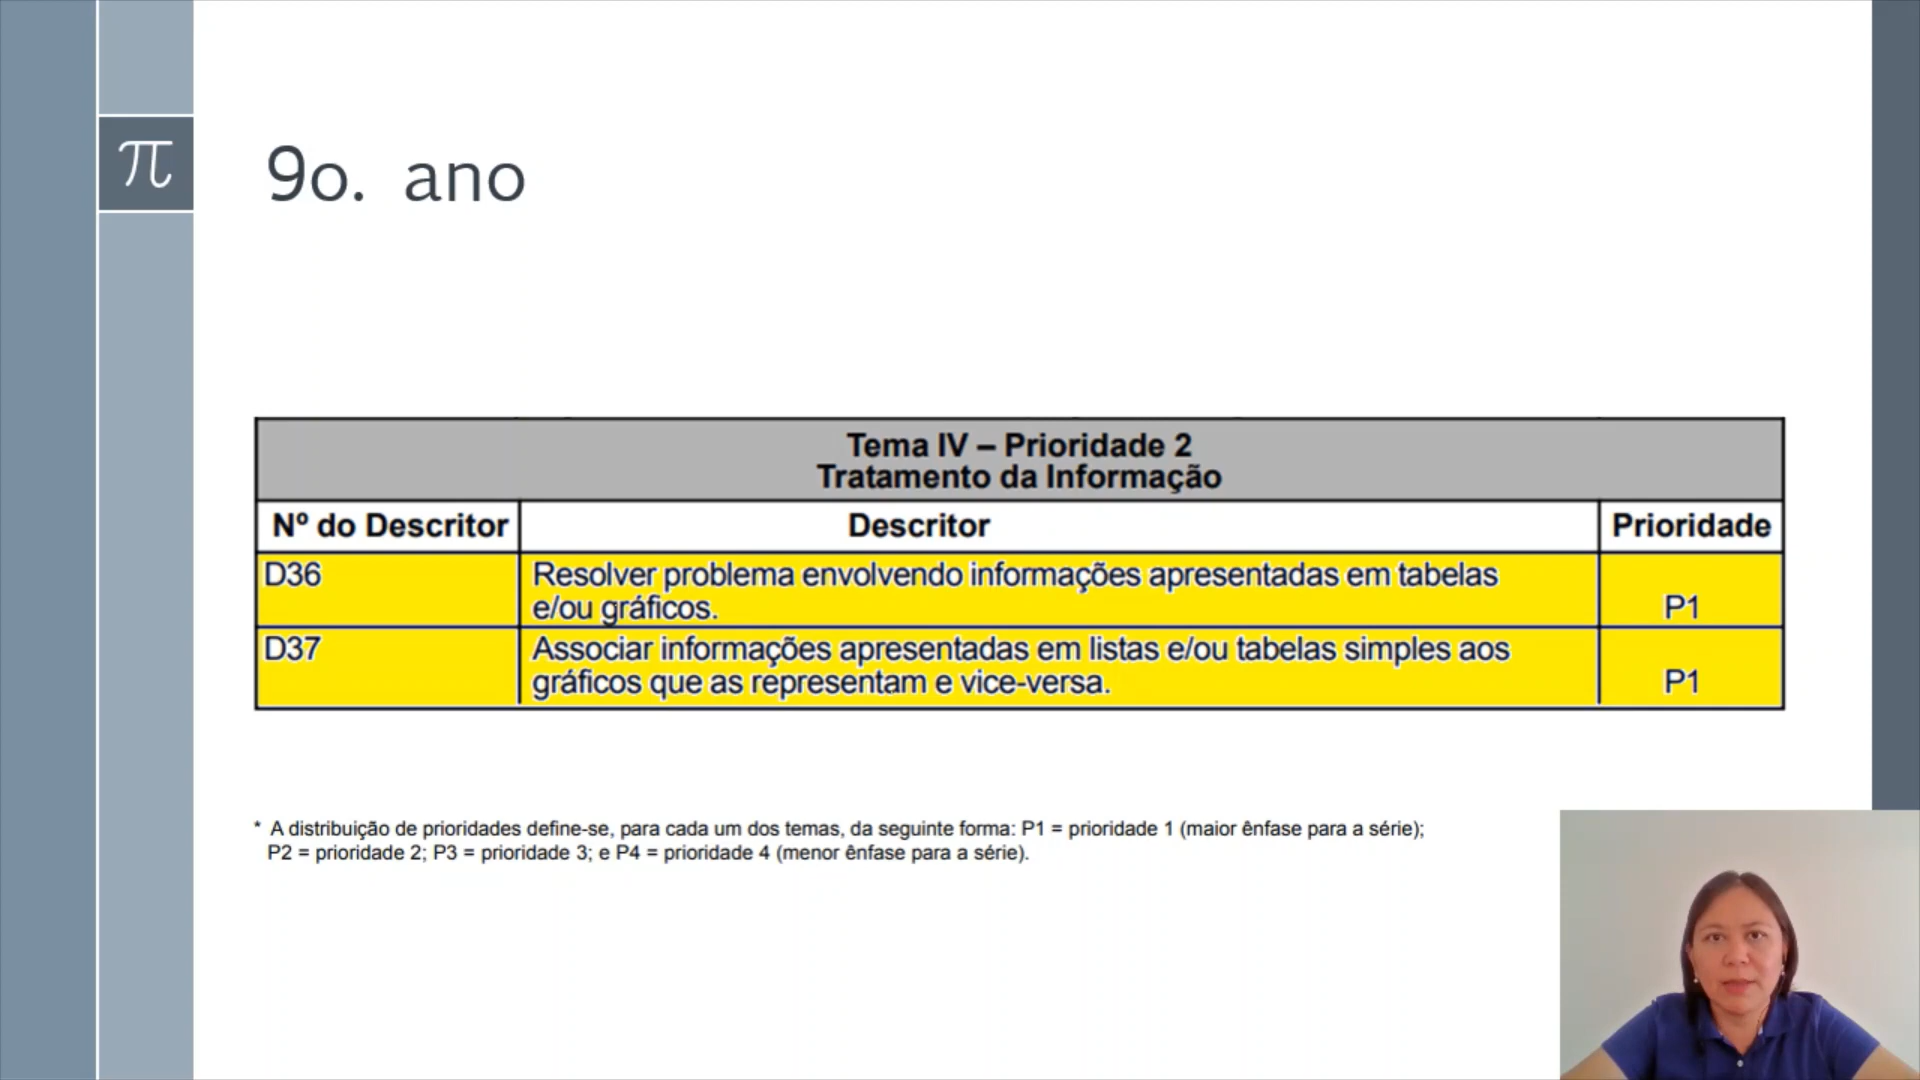 π
9o. ano
Tema IV – Prioridade 2
Tratamento da Informação
Nº do Descritor Descritor Prioridade
D36 Resolver problema envolvendo informações apresentadas em tabelas
e/ou gráficos. P1
D37 Associar informações apresentadas em listas e/ou tabelas simples aos
gráficos que as representam e vice-versa. P1
* A distribuição de prioridades define-se, para cada um dos temas, da seguinte forma: P1 = prioridade 1 (maior ênfase para a série);
P2 = prioridade 2; P3 = prioridade 3; e P4 = prioridade 4 (menor ênfase para a série).